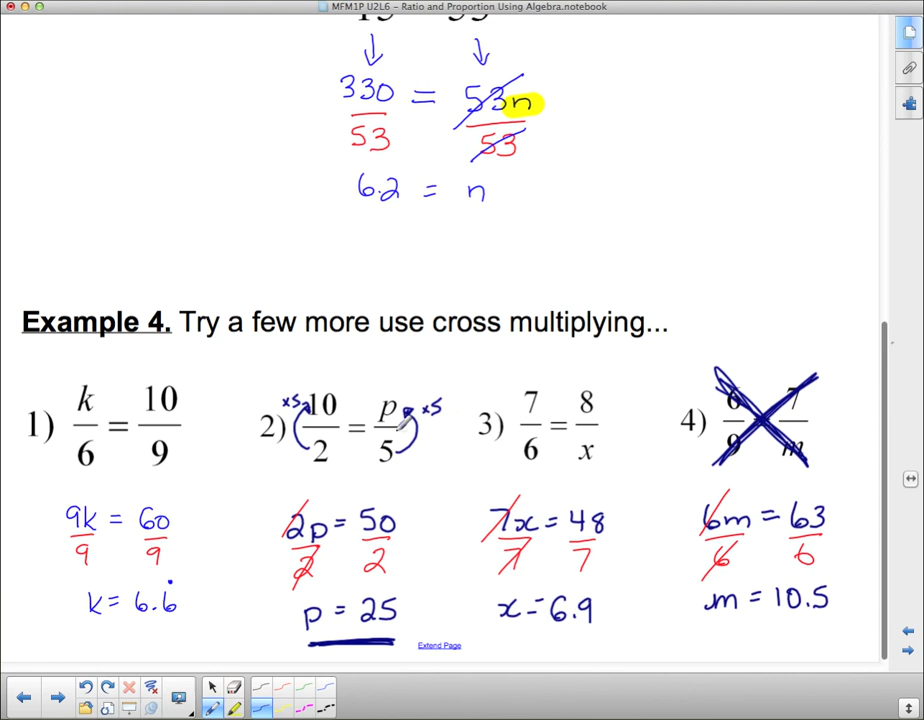 MFM1P U2L6 - Ratio and Proportion Using Algebra.notebook
330 = 53n
53 53
6.2 = n
Example 4. Try a few more use cross multiplying...
1) k/6 = 10/9
2) x5 10/2 = p/5 x5
3) 7/6 = 8/x
4) 6/9 7/m
9k = 60
9 9
k = 6.6̇
2p = 50
2 2
p = 25
7x = 48
7 7
x = 6.9
6m = 63
6 6
m = 10.5
Extend Page